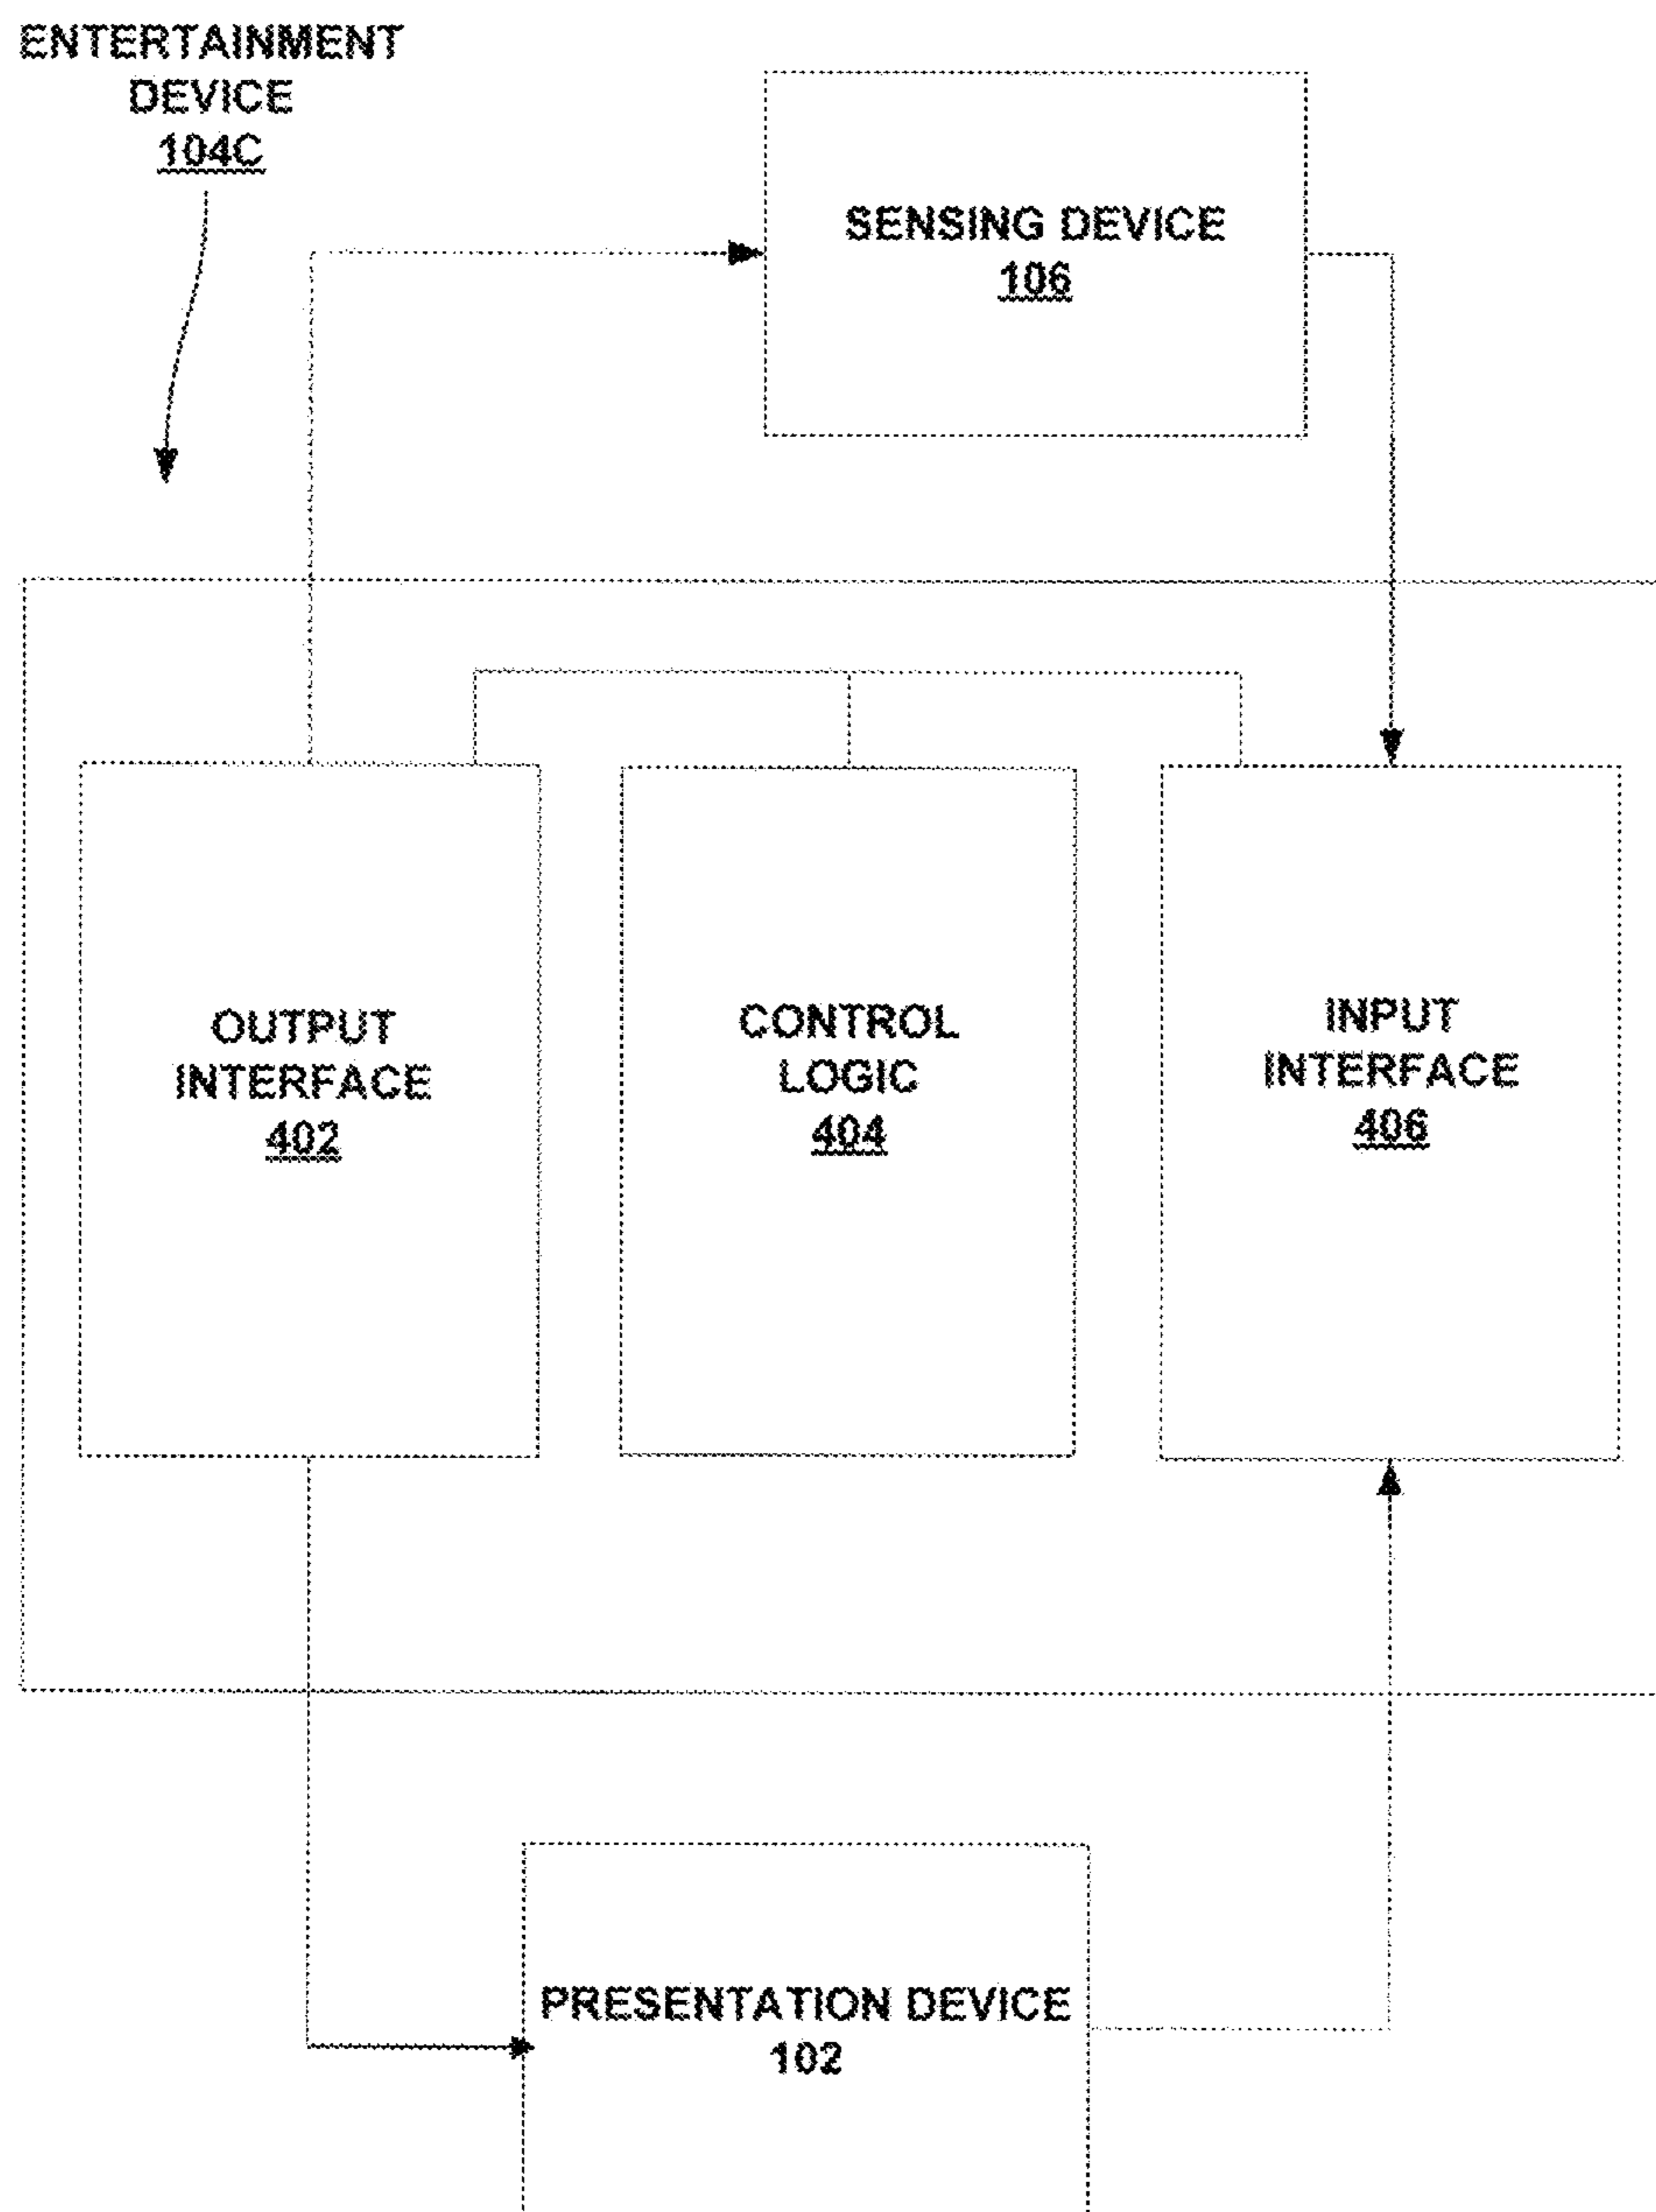 ENTERTAINMENT
DEVICE
104C
SENSING DEVICE
106
OUTPUT
INTERFACE
402
CONTROL
LOGIC
404
INPUT
INTERFACE
406
PRESENTATION DEVICE
102